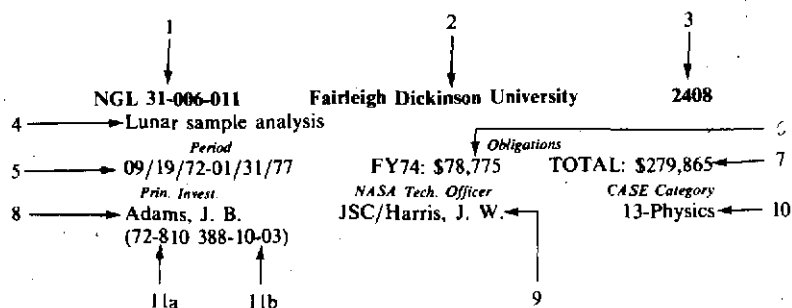 1 2 3
NGL 31-006-011 Fairleigh Dickinson University 2408
4 Lunar sample analysis
6
Period Obligations
5 09/19/72-01/31/77 FY74: $78,775 TOTAL: $279,865 7
Prin. Invest. NASA Tech. Officer CASE Category
8 Adams, J. B. JSC/Harris, J. W. 13-Physics 10
(72-810 388-10-03)
11a 11b 9